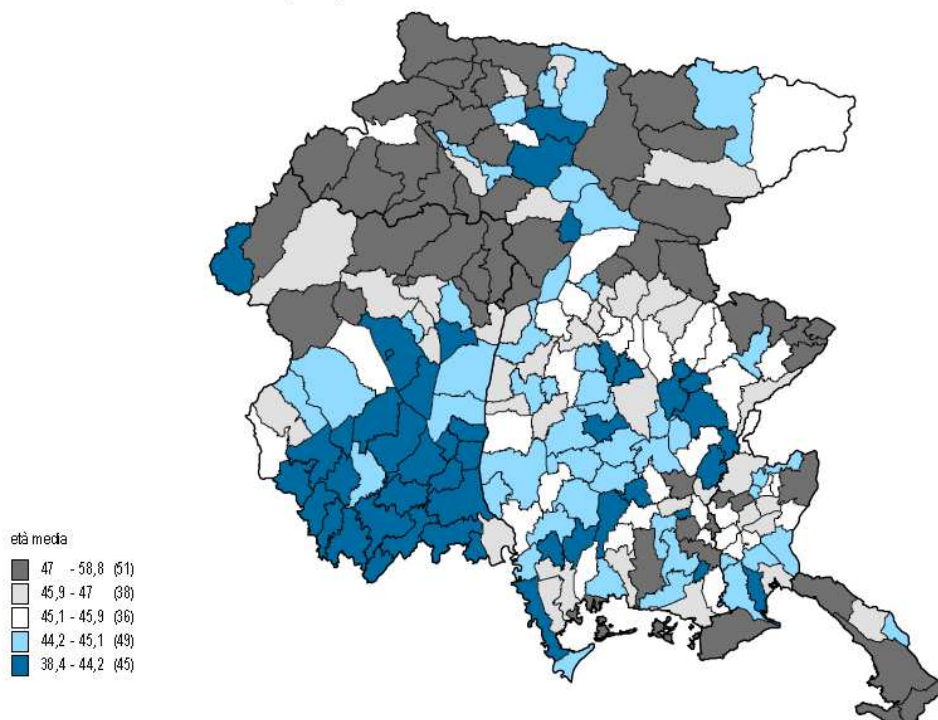 età media
47 - 58,8 (51)
45,9 - 47 (38)
45,1 - 45,9 (36)
44,2 - 45,1 (49)
38,4 - 44,2 (45)